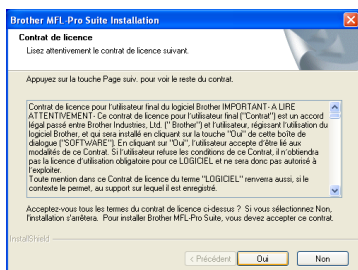 Brother MFL-Pro Suite Installation
Contrat de licence
Lisez attentivement le contrat de licence suivant.
Appuyez sur la touche Page suiv. pour voir le reste du contrat.
Contrat de licence pour l'utilisateur final du logiciel Brother IMPORTANT- A LIRE
ATTENTIVEMENT- Ce contrat de licence pour l'utilisateur final ("Contrat") est un accord
légal passé entre Brother Industries, Ltd. (" Brother") et l'utilisateur, régissant l'utilisation du
logiciel Brother, et qui sera installé en cliquant sur la touche "Oui" de cette boîte de
dialogue ("SOFTWARE"). En cliquant sur "Oui", l'utilisateur accepte d'être lié aux
modalités de ce Contrat. Si l'utilisateur refuse les conditions de ce Contrat, il n'obtiendra
pas la licence d'utilisation obligatoire pour ce LOGICIEL et ne sera donc pas autorisé à
l'exploiter.
Toute mention dans ce Contrat de licence du terme "LOGICIEL" renverra aussi, si le
contexte le permet, au support sur lequel il est enregistré.
Acceptez-vous tous les termes du contrat de licence ci-dessus ? Si vous sélectionnez Non,
l'installation s'arrêtera. Pour installer Brother MFL-Pro Suite, vous devez accepter ce contrat.
InstallShield
< Précédent
Oui
Non